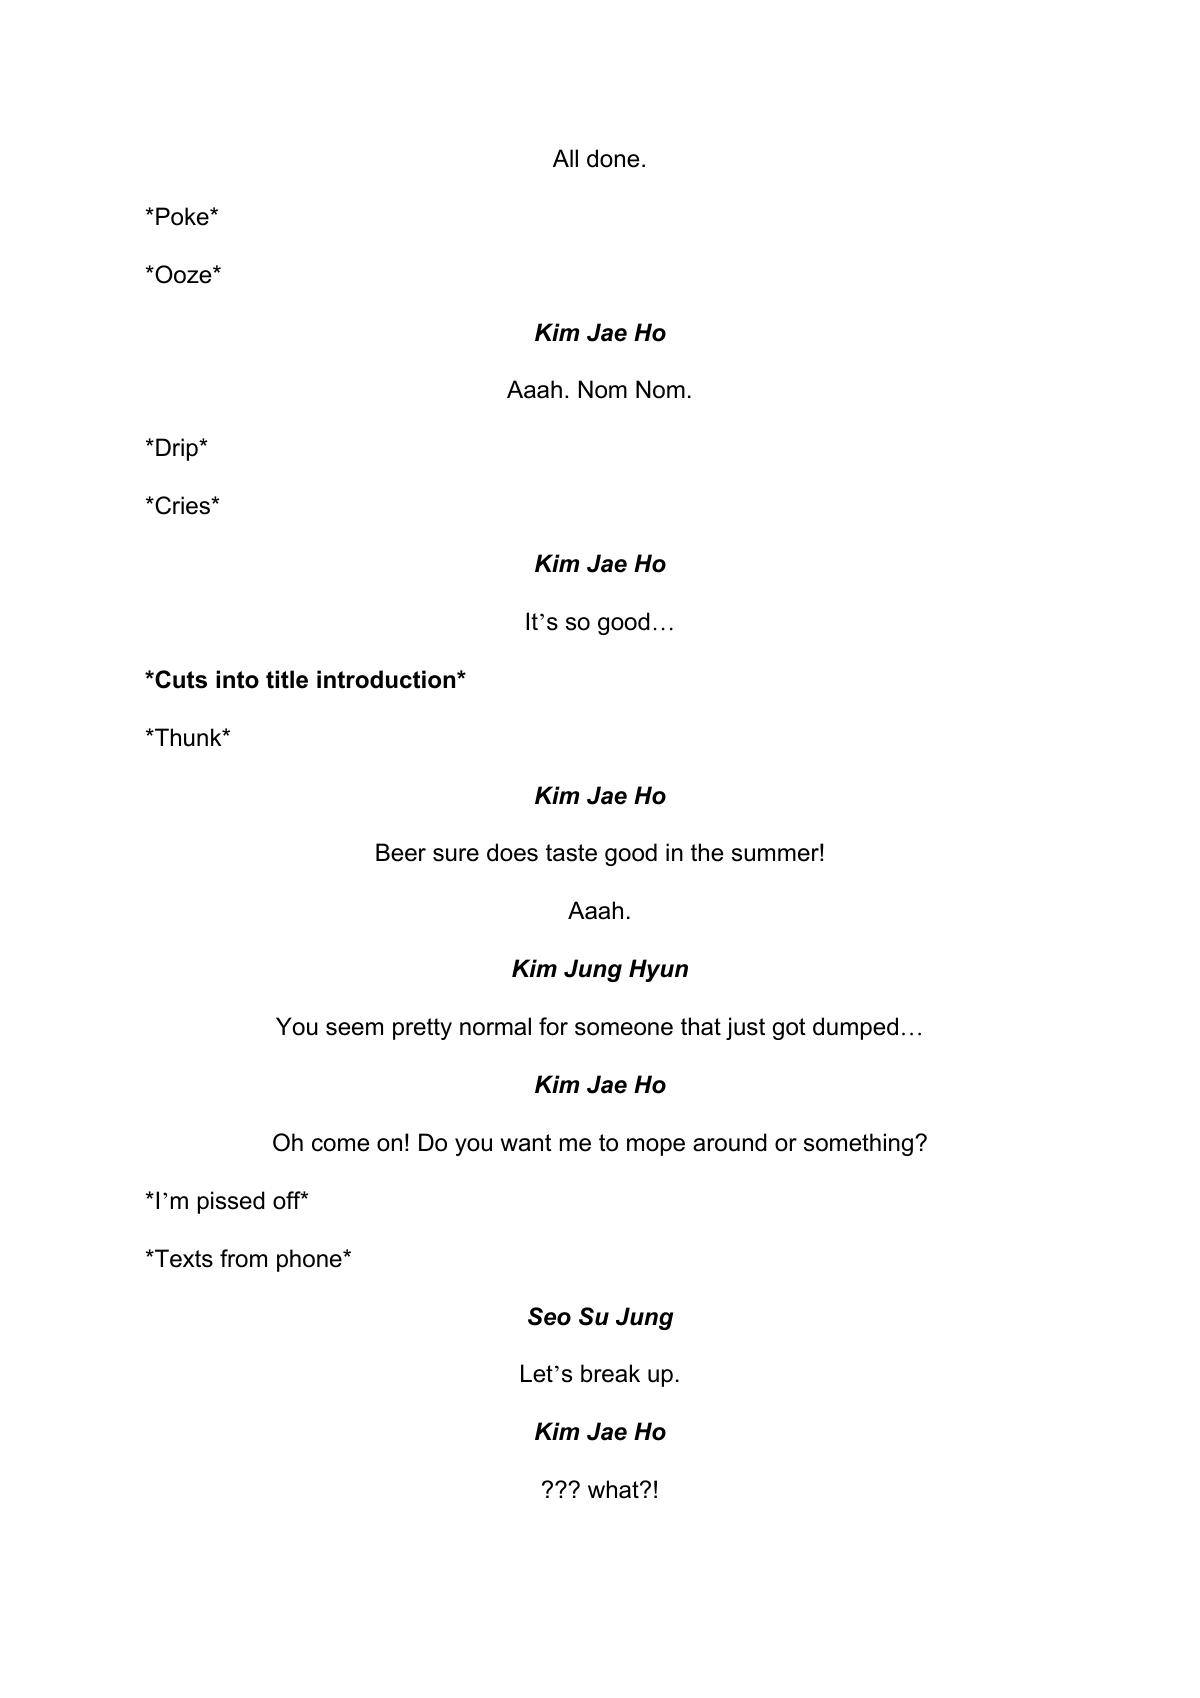 All done.
*Poke*
*Ooze*
Kim Jae Ho
Aaah. Nom Nom.
*Drip*
*Cries*
Kim Jae Ho
It’s so good…
*Cuts into title introduction*
*Thunk*
Kim Jae Ho
Beer sure does taste good in the summer!
Aaah.
Kim Jung Hyun
You seem pretty normal for someone that just got dumped…
Kim Jae Ho
Oh come on! Do you want me to mope around or something?
*I’m pissed off*
*Texts from phone*
Seo Su Jung
Let’s break up.
Kim Jae Ho
??? what?!